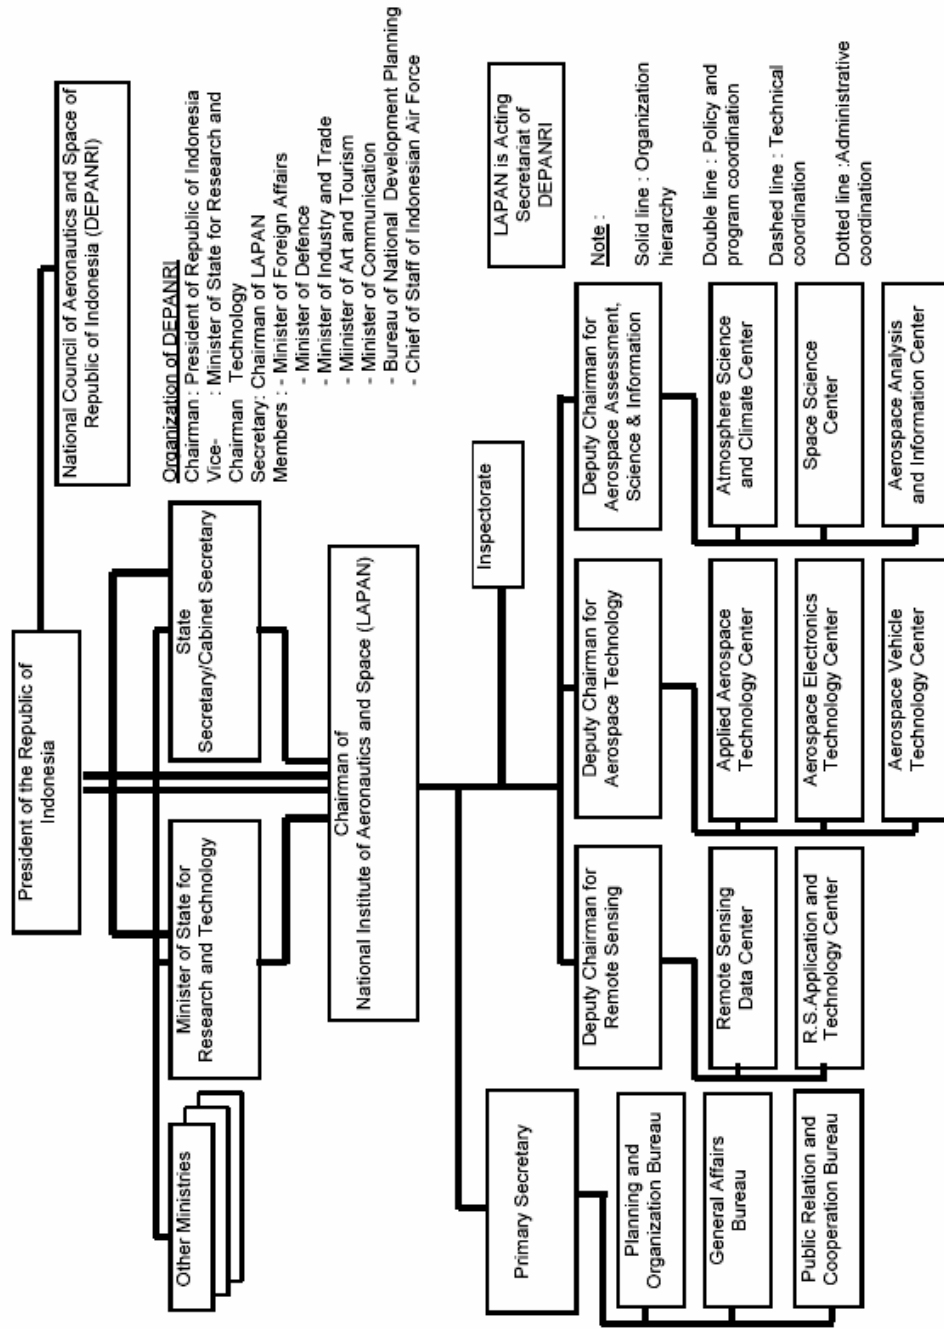 President of the Republic of
Indonesia
National Council of Aeronautics and Space of
Republic of Indonesia (DEPANRI)
Other Ministries
Minister of State for
Research and Technology
State
Secretary/Cabinet Secretary
Organization of DEPANRI
Chairman : President of Republic of Indonesia
Vice- : Minister of State for Research and
Chairman Technology
Secretary: Chairman of LAPAN
Members : - Minister of Foreign Affairs
- Minister of Defence
- Minister of Industry and Trade
- Miinister of Art and Tourism
- Minister of Communication
- Bureau of National Development Planning
- Chief of Staff of Indonesian Air Force
Chairman of
National Institute of Aeronautics and Space (LAPAN)
Inspectorate
LAPAN is Acting
Secretariat of
DEPANRI
Primary Secretary
Planning and
Organization Bureau
General Affairs
Bureau
Public Relation and
Cooperation Bureau
Deputy Chairman for
Remote Sensing
Remote Sensing
Data Center
R.S.Application and
Technology Center
Deputy Chairman for
Aerospace Technology
Applied Aerospace
Technology Center
Aerospace Electronics
Technology Center
Aerospace Vehicle
Technology Center
Deputy Chairman for
Aerospace Assessment,
Science & Information
Atmosphere Science
and Climate Center
Space Science
Center
Aerospace Analysis
and Information Center
Note :
Solid line : Organization
hierarchy
Double line : Policy and
program coordination
Dashed line : Technical
coordination
Dotted line :Administrative
coordination